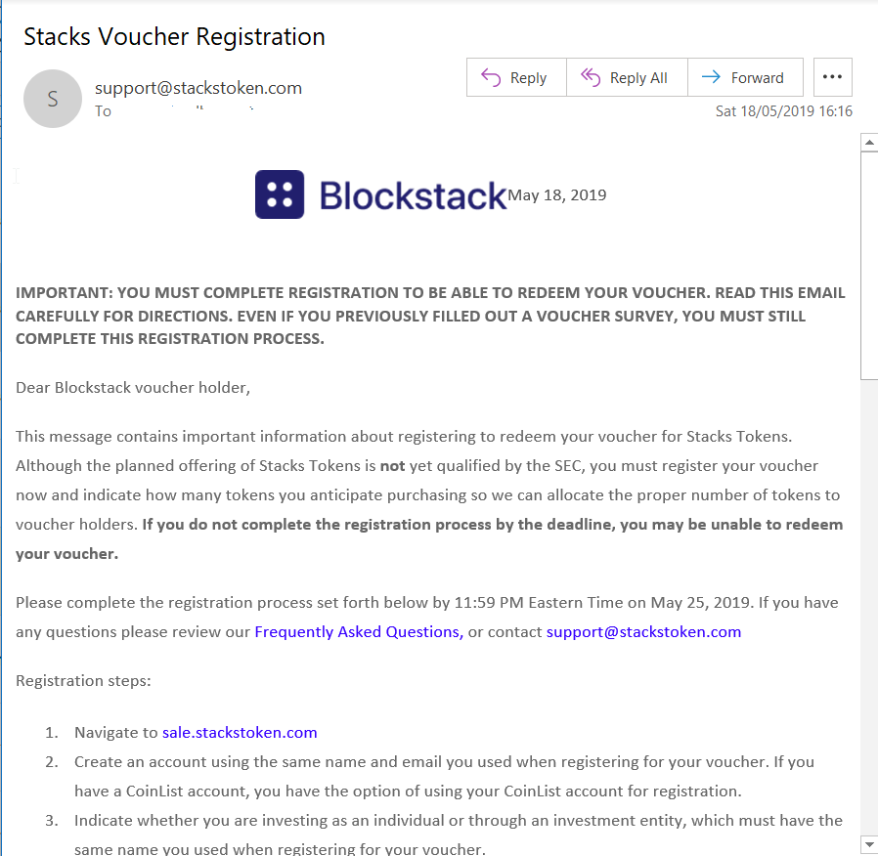 Stacks Voucher Registration
S
support@stackstoken.com
To
Reply
Reply All
Forward
Sat 18/05/2019 16:16
Blockstack May 18, 2019
IMPORTANT: YOU MUST COMPLETE REGISTRATION TO BE ABLE TO REDEEM YOUR VOUCHER. READ THIS EMAIL
CAREFULLY FOR DIRECTIONS. EVEN IF YOU PREVIOUSLY FILLED OUT A VOUCHER SURVEY, YOU MUST STILL
COMPLETE THIS REGISTRATION PROCESS.
Dear Blockstack voucher holder,
This message contains important information about registering to redeem your voucher for Stacks Tokens.
Although the planned offering of Stacks Tokens is not yet qualified by the SEC, you must register your voucher
now and indicate how many tokens you anticipate purchasing so we can allocate the proper number of tokens to
voucher holders. If you do not complete the registration process by the deadline, you may be unable to redeem
your voucher.
Please complete the registration process set forth below by 11:59 PM Eastern Time on May 25, 2019. If you have
any questions please review our Frequently Asked Questions, or contact support@stackstoken.com
Registration steps:
1. Navigate to sale.stackstoken.com
2. Create an account using the same name and email you used when registering for your voucher. If you
have a CoinList account, you have the option of using your CoinList account for registration.
3. Indicate whether you are investing as an individual or through an investment entity, which must have the
same name you used when registering for your voucher.